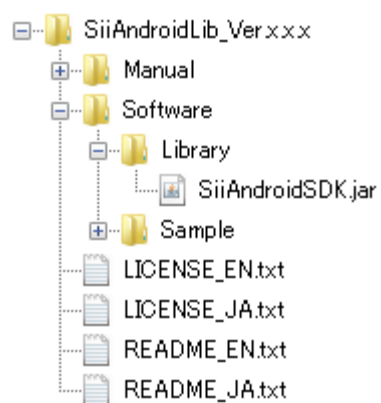 SiiAndroidLib_Ver.x.x.x
Manual
Software
Library
SiiAndroidSDK.jar
Sample
LICENSE_EN.txt
LICENSE_JA.txt
README_EN.txt
README_JA.txt